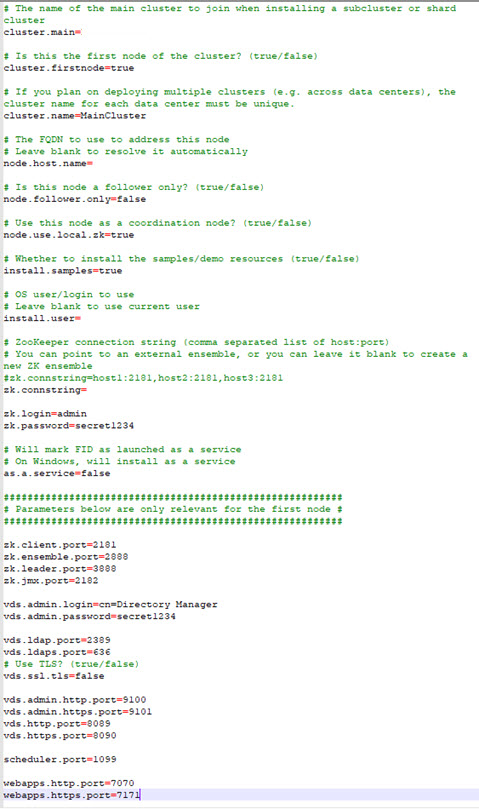 # The name of the main cluster to join when installing a subcluster or shard
cluster
cluster.main=
# Is this the first node of the cluster? (true/false)
cluster.firstnode=true
# If you plan on deploying multiple clusters (e.g. across data centers), the
cluster name for each data center must be unique.
cluster.name=MainCluster
# The FQDN to use to address this node
# Leave blank to resolve it automatically
node.host.name=
# Is this node a follower only? (true/false)
node.follower.only=false
# Use this node as a coordination node? (true/false)
node.use.local.zk=true
# Whether to install the samples/demo resources (true/false)
install.samples=true
# OS user/login to use
# Leave blank to use current user
install.user=
# ZooKeeper connection string (comma separated list of host:port)
# You can point to an external ensemble, or you can leave it blank to create a
new ZK ensemble
#zk.connstring=host1:2181,host2:2181,host3:2181
zk.connstring=
zk.login=admin
zk.password=secret1234
# Will mark FID as launched as a service
# On Windows, will install as a service
as.a.service=false
#########################################################
# Parameters below are only relevant for the first node #
#########################################################
zk.client.port=2181
zk.ensemble.port=2888
zk.leader.port=3888
zk.jmx.port=2182
vds.admin.login=cn=Directory Manager
vds.admin.password=secret1234
vds.ldap.port=2389
vds.ldaps.port=636
# Use TLS? (true/false)
vds.ssl.tls=false
vds.admin.http.port=9100
vds.admin.https.port=9101
vds.http.port=8089
vds.https.port=8090
scheduler.port=1099
webapps.http.port=7070
webapps.https.port=7171